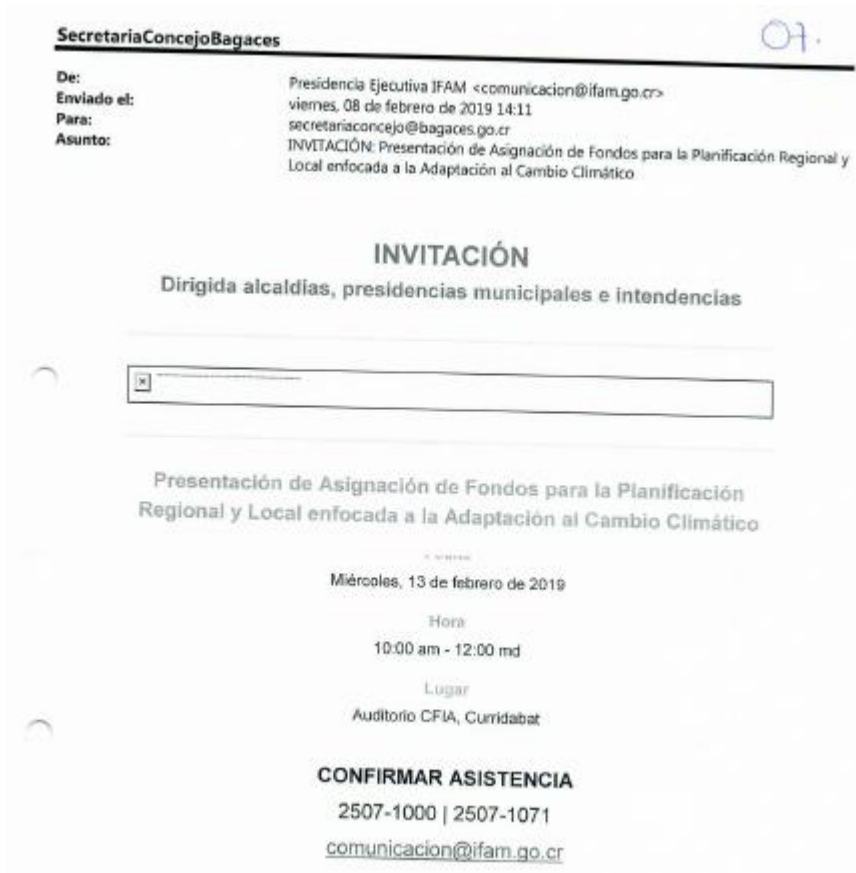 SecretariaConcejoBagaces
07.
De: Presidencia Ejecutiva IFAM <comunicacion@ifam.go.cr>
Enviado el: viernes, 08 de febrero de 2019 14:11
Para: secretariaconcejo@bagaces.go.cr
Asunto: INVITACIÓN: Presentación de Asignación de Fondos para la Planificación Regional y
Local enfocada a la Adaptación al Cambio Climático
INVITACIÓN
Dirigida alcaldias, presidencias municipales e intendencias
Presentación de Asignación de Fondos para la Planificación
Regional y Local enfocada a la Adaptación al Cambio Climático
Miércoles, 13 de febrero de 2019
Hora
10:00 am - 12:00 md
Lugar
Auditorio CFIA, Curridabat
CONFIRMAR ASISTENCIA
2507-1000 | 2507-1071
comunicacion@ifam.go.cr